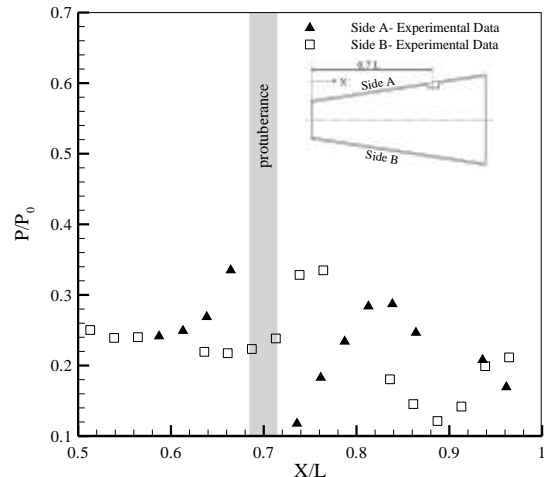 0.7
0.6
0.5
0.4
0.3
0.2
0.1
P/P0
0.5
0.6
0.7
0.8
0.9
1
X/L
protuberance
Side A- Experimental Data
Side B- Experimental Data
0.7 L
X
Side A
Side B